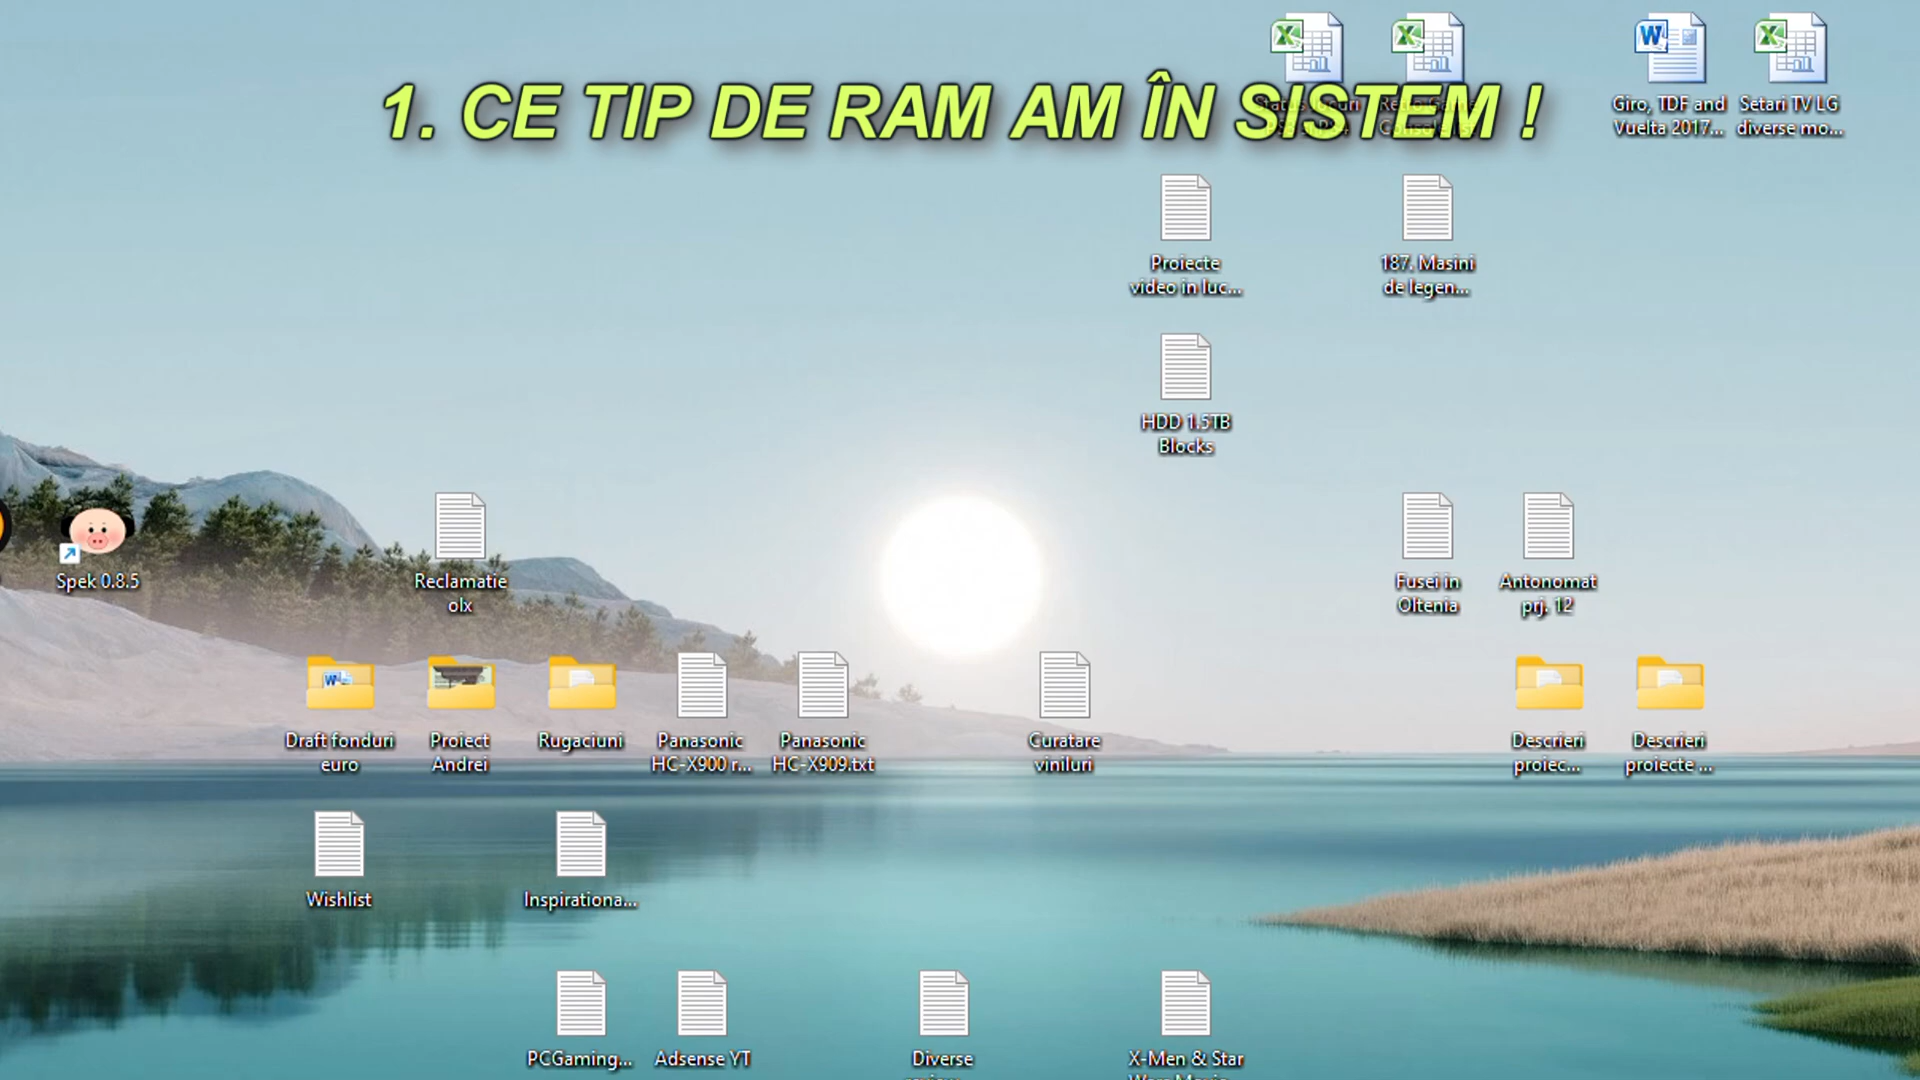 1. CE TIP DE RAM AM ÎN SISTEM !
Giro, TDF and
Vuelta 2017...
Setari TV LG
diverse mo...
Proiecte
video in luc...
187. Masini
de legen...
HDD 1.5TB
Blocks
Spek 0.8.5
Reclamatie
olx
Fusei in
Oltenia
Antonomat
prj. 12
Draft fonduri
euro
Proiect
Andrei
Rugaciuni
Panasonic
HC-X900 r...
Panasonic
HC-X909.txt
Curatare
viniluri
Descrieri
proiec...
Descrieri
proiecte ...
Wishlist
Inspirationa...
PCGaming...
Adsense YT
Diverse
X-Men & Star